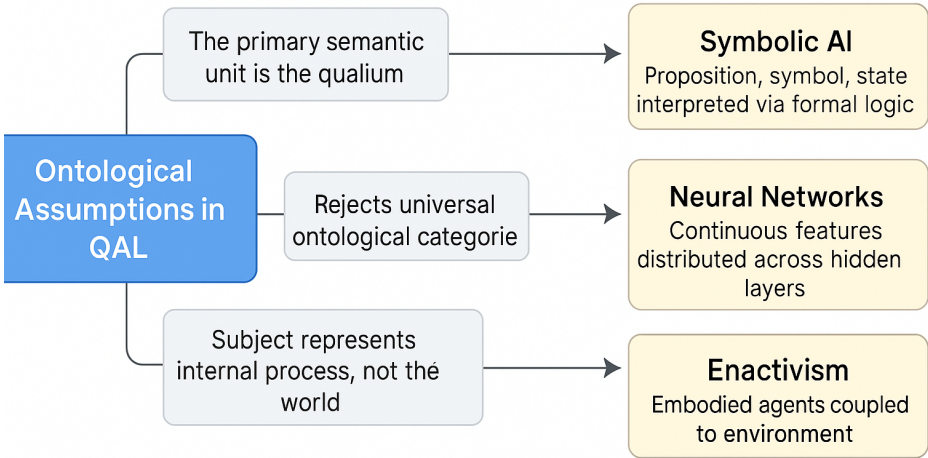 The primary semantic
unit is the qualium
Symbolic AI
Proposition, symbol, state
interpreted via formal logic
Ontological
Assumptions in
QAL
Rejects universal
ontological categorie
Neural Networks
Continuous features
distributed across hidden
layers
Subject represents
internal process, not thé
world
Enactivism
Embodied agents coupled
to environment